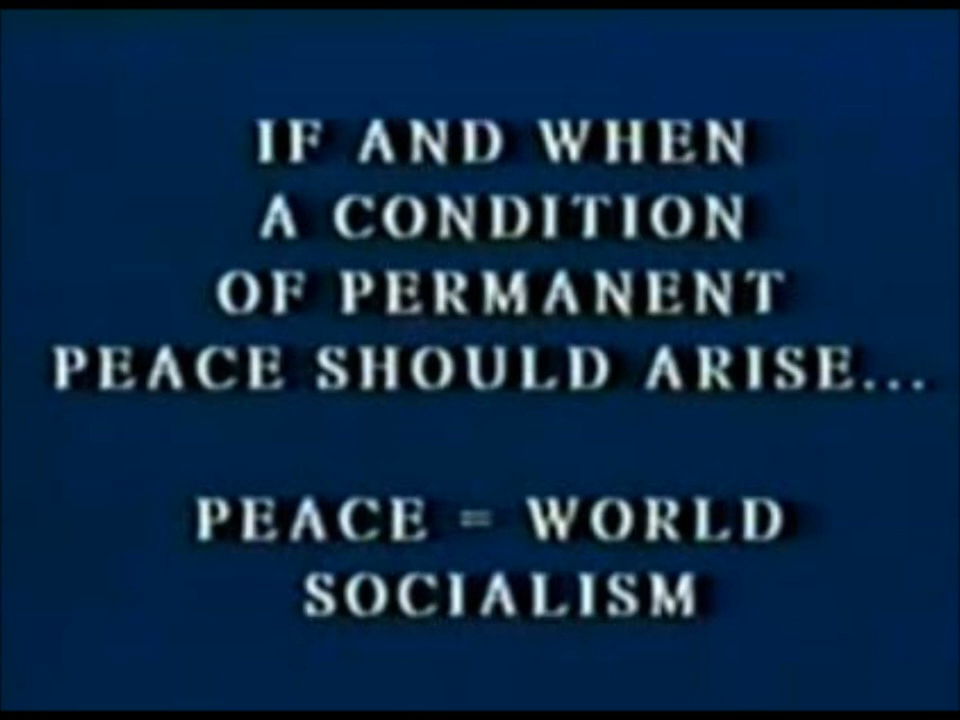 IF AND WHEN
A CONDITION
OF PERMANENT
PEACE SHOULD ARISE...
PEACE = WORLD
SOCIALISM